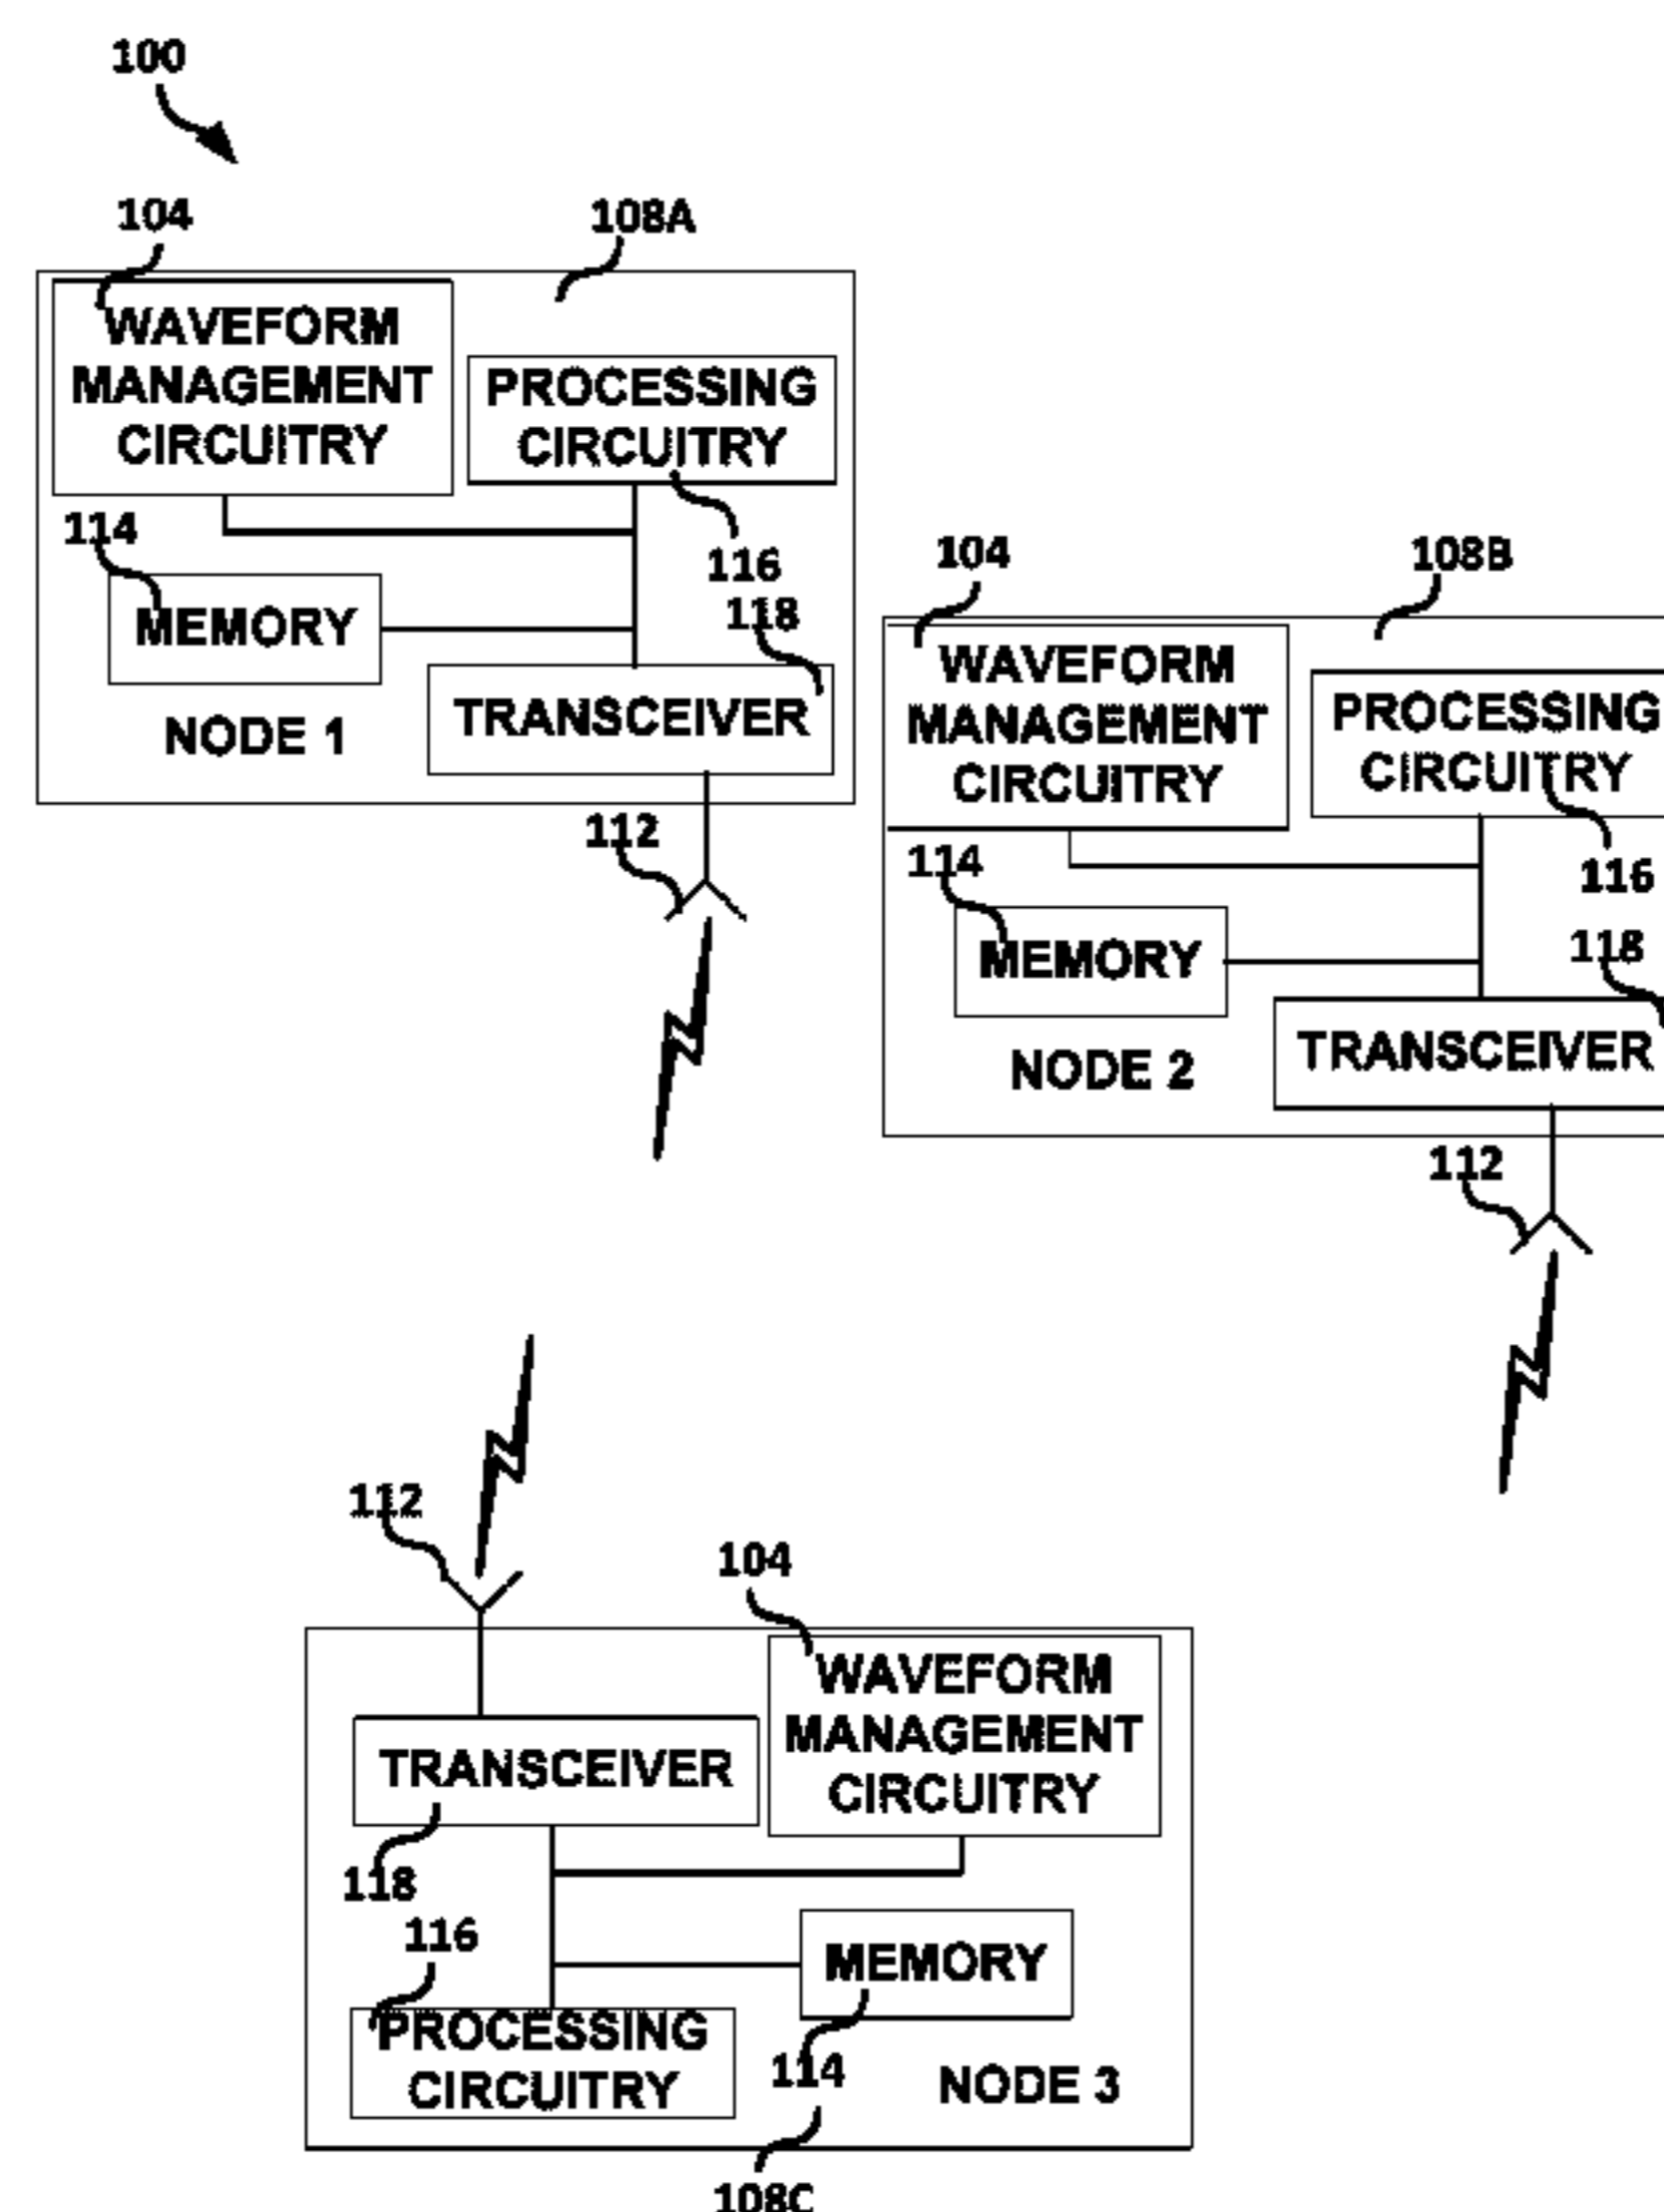 100
104
108A
WAVEFORM
MANAGEMENT
CIRCUITRY
PROCESSING
CIRCUITRY
114
116
118
MEMORY
TRANSCEIVER
NODE 1
112
104
108B
WAVEFORM
MANAGEMENT
CIRCUITRY
PROCESSING
CIRCUITRY
114
116
118
MEMORY
TRANSCEIVER
NODE 2
112
112
104
WAVEFORM
MANAGEMENT
CIRCUITRY
TRANSCEIVER
118
116
MEMORY
PROCESSING
CIRCUITRY
114
NODE 3
108C